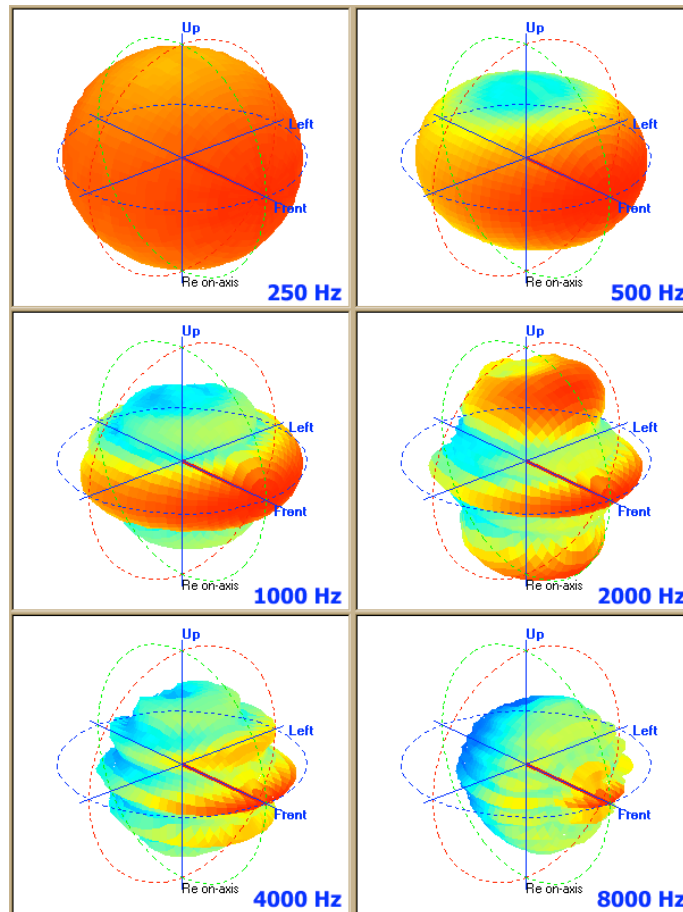 Up
Left
Front
Re on-axis
250 Hz
Up
Left
Front
Re on-axis
500 Hz
Up
Left
Front
Re on-axis
1000 Hz
Up
Left
Front
Re on-axis
2000 Hz
Up
Left
Front
Re on-axis
4000 Hz
Up
Left
Front
Re on-axis
8000 Hz